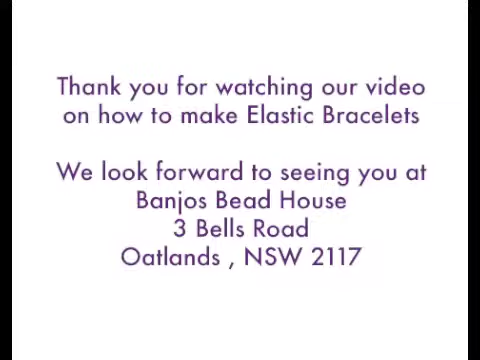 Thank you for watching our video
on how to make Elastic Bracelets
We look forward to seeing you at
Banjos Bead House
3 Bells Road
Oatlands , NSW 2117